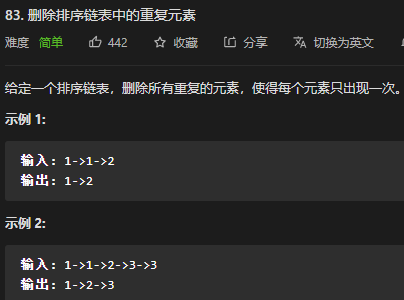 83. 删除排序链表中的重复元素
难度 简单 442 收藏 分享 切换为英文
给定一个排序链表，删除所有重复的元素，使得每个元素只出现一次。
示例 1:
输入: 1->1->2
输出: 1->2
示例 2:
输入: 1->1->2->3->3
输出: 1->2->3